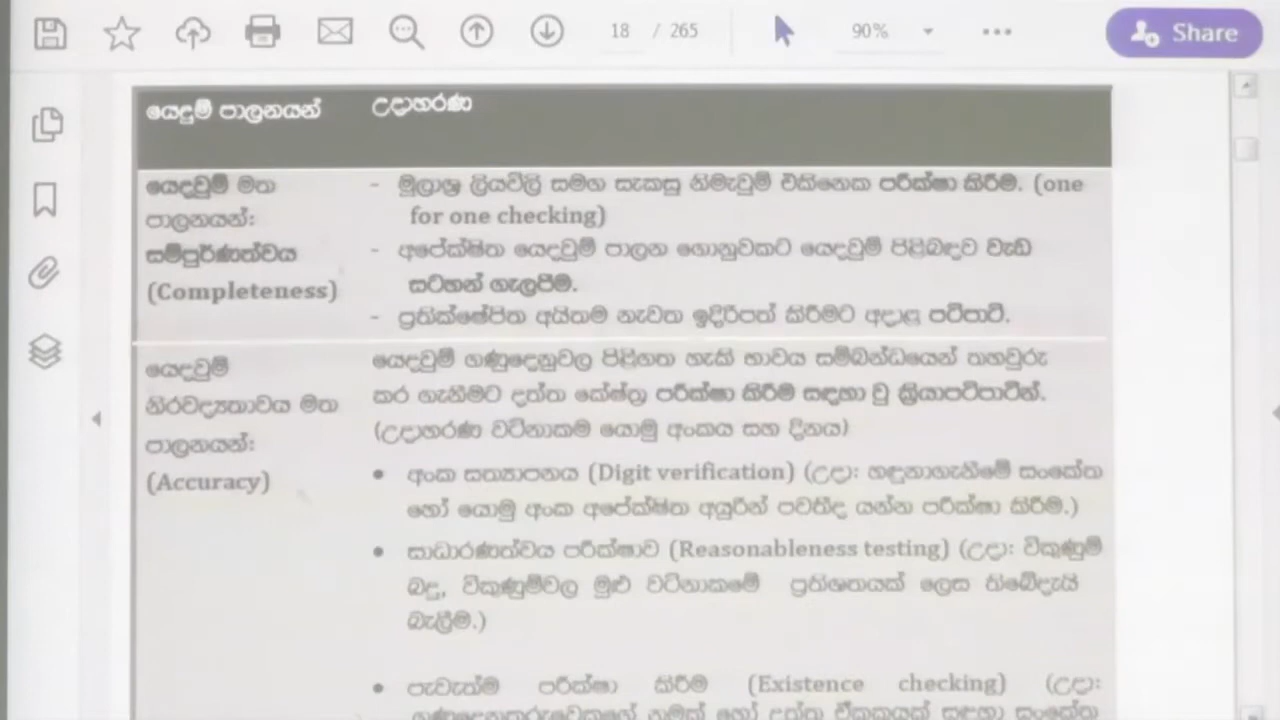 18 / 265
90%
Share
යෙදුම් පාලනයන් උදාහරණ
යෙදවුම් මත
පාලනයන්:
සම්පුර්ණත්වය
(Completeness)
- මුලාශ්‍ර ලියවිලි සමග සැකසු නිමැවුම් එකිනෙක පරීක්ෂා කිරීම. (one
for one checking)
- අපේක්ෂිත යෙදවුම් පාලන ගොනුවකට යෙදවුම් පිළිබඳව වැඩ
සටහන් ගැලපීම.
- ප්‍රතික්ෂේපිත අයිතම නැවත ඉදිරිපත් කිරීමට අදාළ පටිපාටි.
යෙදවුම්
නිරවද්‍යතාවය මත
පාලනයන්:
(Accuracy)
යෙදවුම් ගණුදෙනුවල පිළිගත හැකි භාවය සම්බන්ධයෙන් තහවුරු
කර ගැනීමට දත්ත ක්ෂේත්‍ර පරීක්ෂා කිරීම සඳහා වු ක්‍රියාපටිපාටීන්.
(උදාහරණ වටිනාකම යොමු අංකය සහ දිනය)
• අංක සත්‍යාපනය (Digit verification) (උදා: හඳුනාගැනීමේ සංකේත
හෝ යොමු අංක අපේක්ෂිත අයුරින් පවතීද යන්න පරීක්ෂා කිරීම.)
• සාධාරණත්වය පරීක්ෂාව (Reasonableness testing) (උදා: විකුණුම්
බදු, විකුණුම්වල මුළු වටිනාකමේ ප්‍රතිශතයක් ලෙස තිබේදැයි
බැලීම.)
• පැවැත්ම පරීක්ෂා කිරීම (Existence checking) (උදා: